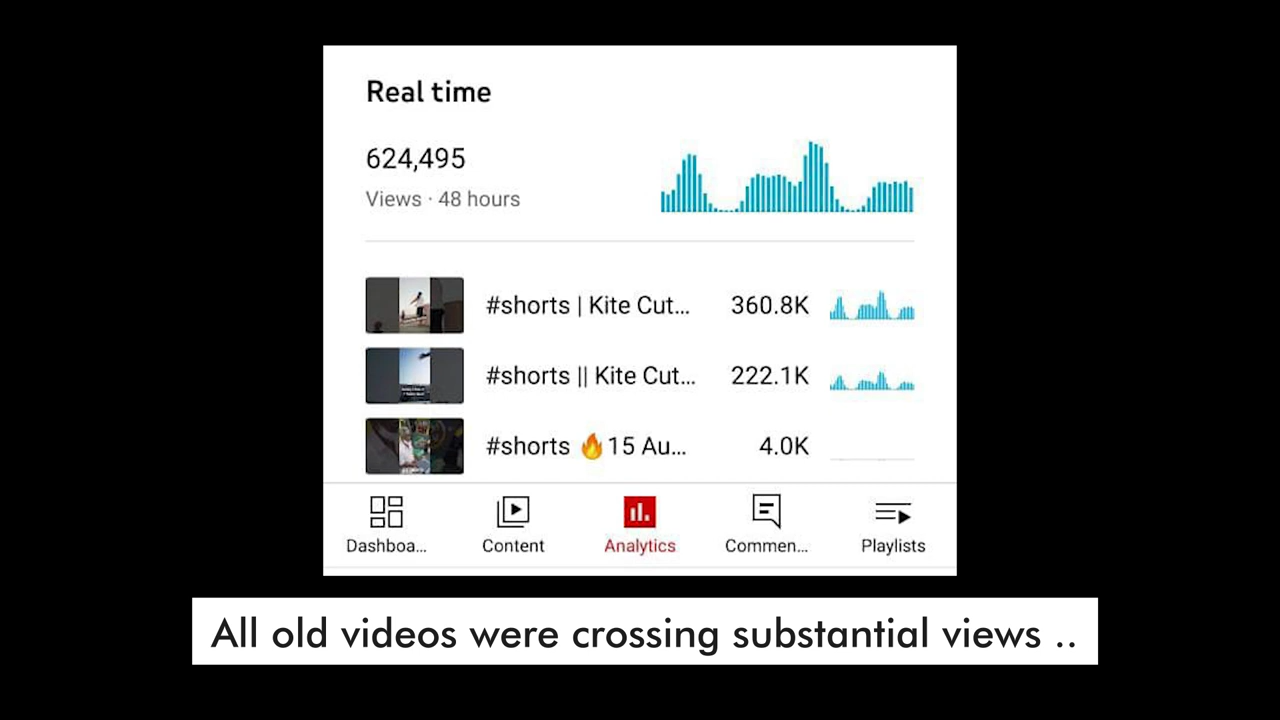 Real time
624,495
Views · 48 hours
#shorts | Kite Cut... 360.8K
#shorts || Kite Cut... 222.1K
#shorts 🔥15 Au... 4.0K
Dashboa... Content Analytics Commen... Playlists
All old videos were crossing substantial views ..